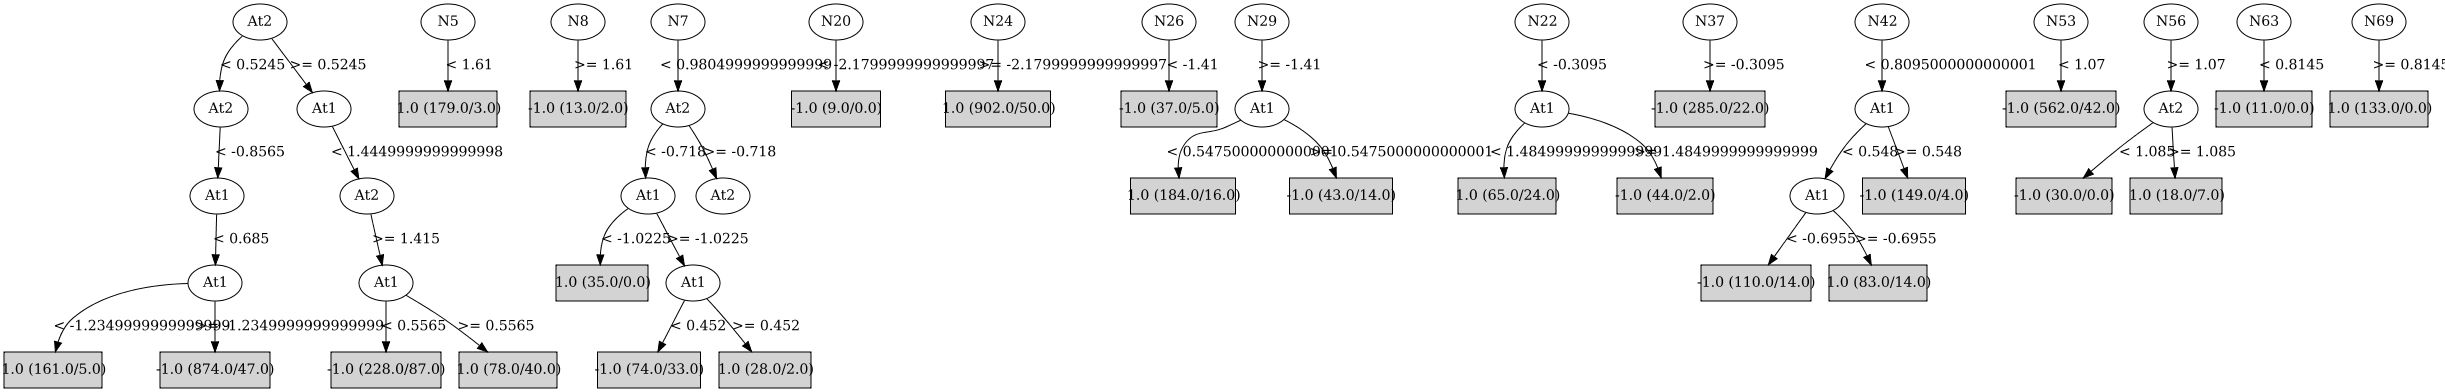 At2 N5 N8 N7 N20 N24 N26 N29 N22 N37 N42 N53 N56 N63 N69
< 0.5245 >= 0.5245 < 1.61 >= 1.61 < 0.9804999999999999 < -2.1799999999999997 >= -2.1799999999999997 < -1.41 >= -1.41 < -0.3095 >= -0.3095 < 0.8095000000000001 < 1.07 >= 1.07 < 0.8145 >= 0.8145
At2 At1 1.0 (179.0/3.0) -1.0 (13.0/2.0) At2 -1.0 (9.0/0.0) 1.0 (902.0/50.0) -1.0 (37.0/5.0) At1 At1 -1.0 (285.0/22.0) At1 -1.0 (562.0/42.0) At2 -1.0 (11.0/0.0) 1.0 (133.0/0.0)
< -0.8565 < 1.4449999999999998 < -0.718 >= -0.718 < 0.5475000000000001 >= 0.5475000000000001 < 1.4849999999999999 >= 1.4849999999999999 < 0.548 >= 0.548 < 1.085 >= 1.085
At1 At2 At1 At2 1.0 (184.0/16.0) -1.0 (43.0/14.0) 1.0 (65.0/24.0) -1.0 (44.0/2.0) At1 -1.0 (149.0/4.0) -1.0 (30.0/0.0) 1.0 (18.0/7.0)
< 0.685 >= 1.415 < -1.0225 >= -1.0225 < -0.6955 >= -0.6955
At1 At1 1.0 (35.0/0.0) At1 -1.0 (110.0/14.0) 1.0 (83.0/14.0)
< -1.2349999999999999 >= -1.2349999999999999 < 0.5565 >= 0.5565 < 0.452 >= 0.452
1.0 (161.0/5.0) -1.0 (874.0/47.0) -1.0 (228.0/87.0) 1.0 (78.0/40.0) -1.0 (74.0/33.0) 1.0 (28.0/2.0)